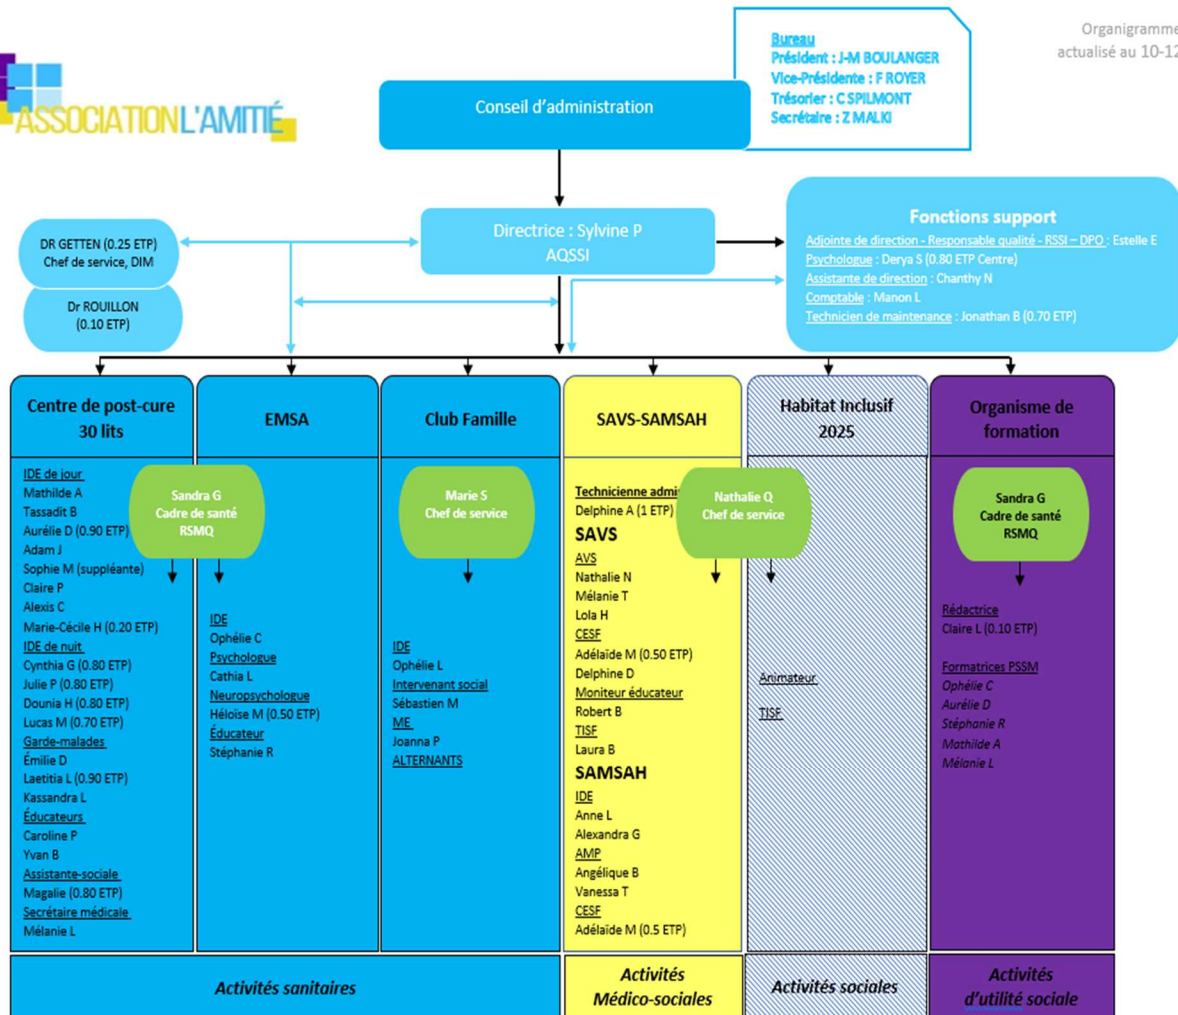 Organigramme
actualisé au 10-12
ASSOCIATION L'AMITIÉ
Conseil d'administration
Bureau
Président : J-M BOULANGER
Vice-Présidente : F ROYER
Trésorier : C SPILMONT
Secrétaire : Z MALKI
Directrice : Sylvine P
AQSSI
DR GETTEN (0.25 ETP)
Chef de service, DIM
Dr ROUILLON
(0.10 ETP)
Fonctions support
Adjointe de direction - Responsable qualité - RSSI – DPO : Estelle E
Psychologue : Derya S (0.80 ETP Centre)
Assistante de direction : Chanthy N
Comptable : Manon L
Technicien de maintenance : Jonathan B (0.70 ETP)
Centre de post-cure
30 lits
IDE de jour
Mathilde A
Tassadit B
Aurélie D (0.90 ETP)
Adam J
Sophie M (suppléante)
Claire P
Alexis C
Marie-Cécile H (0.20 ETP)
IDE de nuit
Cynthia G (0.80 ETP)
Julie P (0.80 ETP)
Dounia H (0.80 ETP)
Lucas M (0.70 ETP)
Garde-malades
Émilie D
Laetitia L (0.90 ETP)
Kassandra L
Éducateurs
Caroline P
Yvan B
Assistante-sociale
Magalie (0.80 ETP)
Secrétaire médicale
Mélanie L
Sandra G
Cadre de santé
RSMQ
EMSA
IDE
Ophélie C
Psychologue
Cathia L
Neuropsychologue
Héloïse M (0.50 ETP)
Éducateur
Stéphanie R
Club Famille
Marie S
Chef de service
IDE
Ophélie L
Intervenant social
Sébastien M
ME
Joanna P
ALTERNANTS
SAVS-SAMSAH
Technicienne admi
Delphine A (1 ETP)
SAVS
AVS
Nathalie N
Mélanie T
Lola H
CESF
Adélaïde M (0.50 ETP)
Delphine D
Moniteur éducateur
Robert B
TISF
Laura B
SAMSAH
IDE
Anne L
Alexandra G
AMP
Angélique B
Vanessa T
CESF
Adélaïde M (0.5 ETP)
Nathalie Q
Chef de service
Habitat Inclusif
2025
Animateur
TISF
Organisme de
formation
Sandra G
Cadre de santé
RSMQ
Rédactrice
Claire L (0.10 ETP)
Formatrices PSSM
Ophélie C
Aurélie D
Stéphanie R
Mathilde A
Mélanie L
Activités sanitaires
Activités
Médico-sociales
Activités sociales
Activités
d'utilité sociale